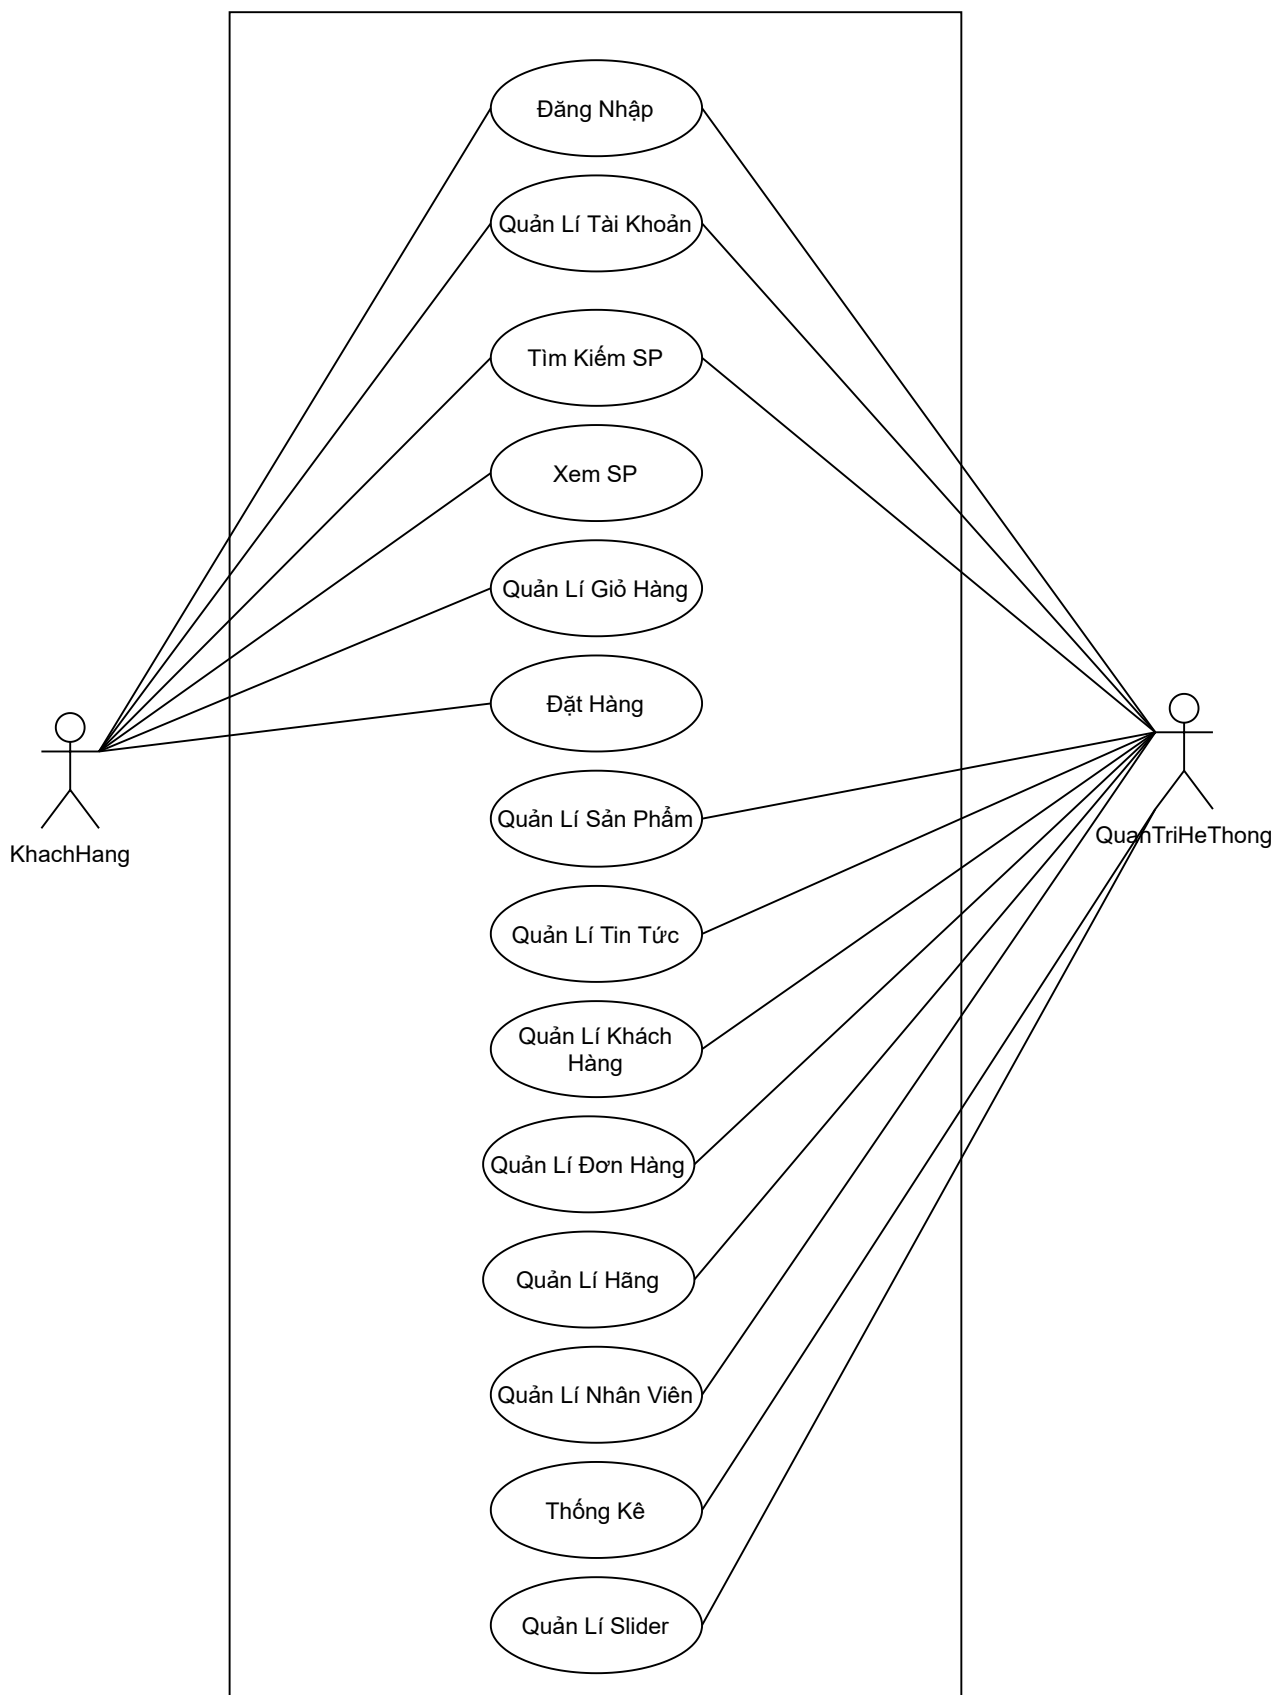 Đăng Nhập
Quản Lí Tài Khoản
Tìm Kiếm SP
Xem SP
Quản Lí Giỏ Hàng
Đặt Hàng
Quản Lí Sản Phẩm
KhachHang
QuanTriHeThong
Quản Lí Tin Tức
Quản Lí Khách
Hàng
Quản Lí Đơn Hàng
Quản Lí Hãng
Quản Lí Nhân Viên
Thống Kê
Quản Lí Slider